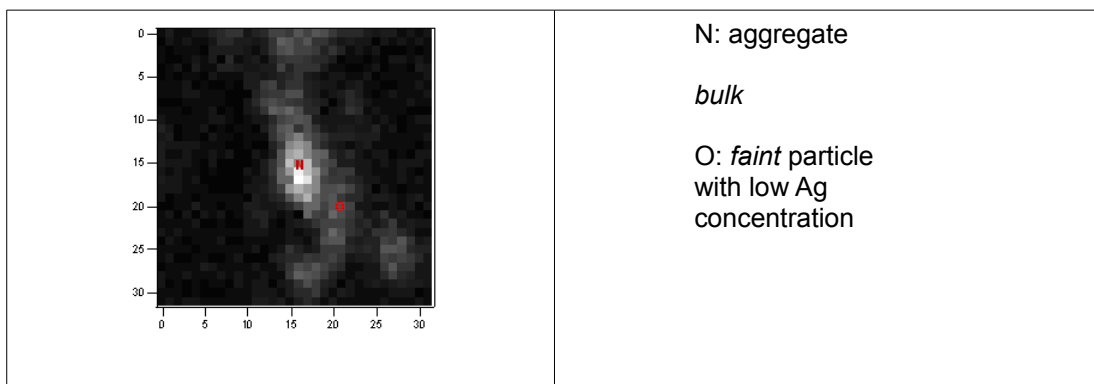 0
5
10
15
20
25
30
N
O
0 5 10 15 20 25 30
N: aggregate
bulk
O: faint particle
with low Ag
concentration